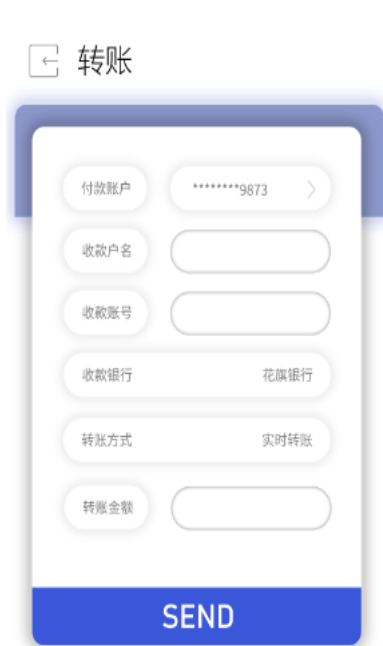 转账
付款账户 ********9873
收款户名
收款账号
收款银行 花旗银行
转账方式 实时转账
转账金额
SEND